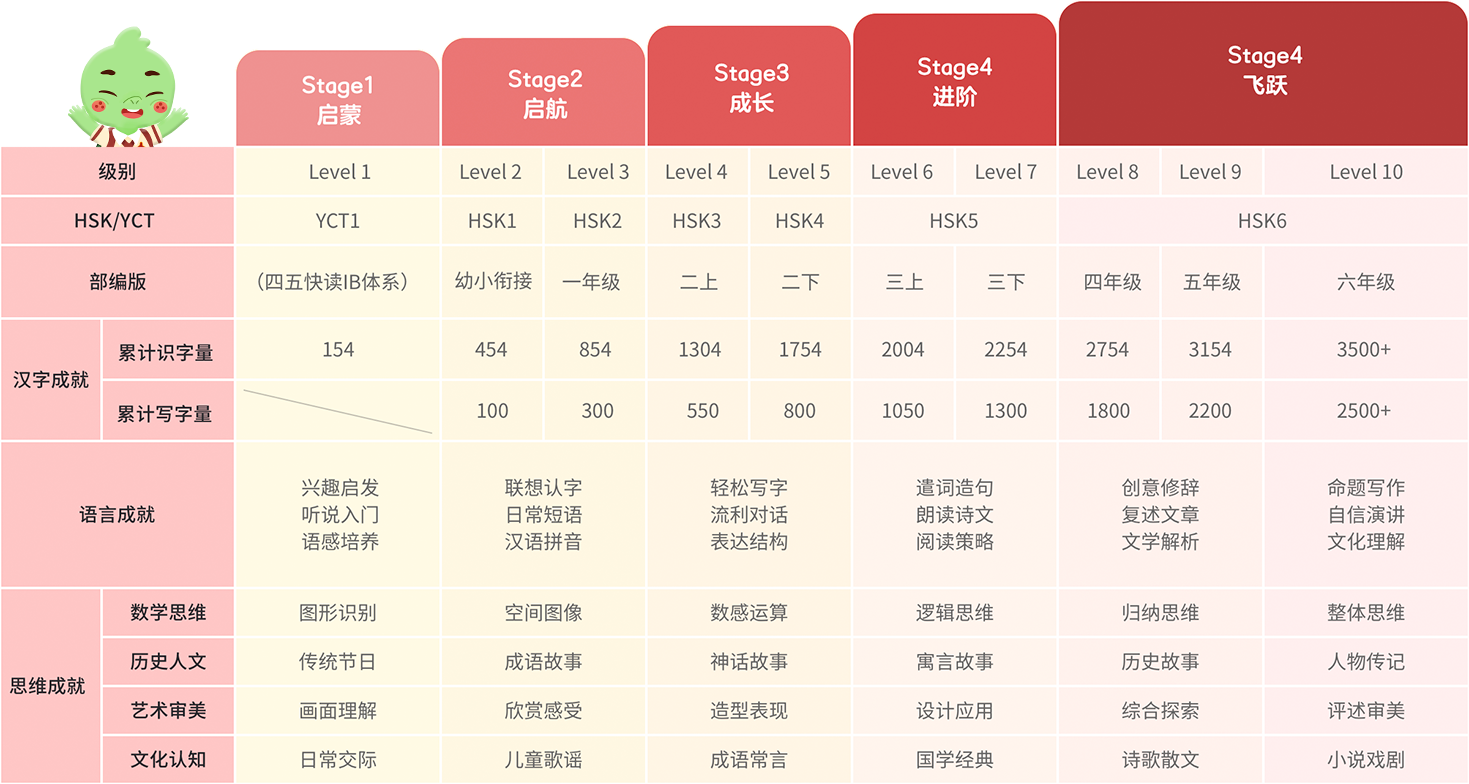 Stage1
启蒙
Stage2
启航
Stage3
成长
Stage4
进阶
Stage4
飞跃
级别 Level 1 Level 2 Level 3 Level 4 Level 5 Level 6 Level 7 Level 8 Level 9 Level 10
HSK/YCT YCT1 HSK1 HSK2 HSK3 HSK4 HSK5 HSK6
部编版 （四五快读IB体系） 幼小衔接 一年级 二上 二下 三上 三下 四年级 五年级 六年级
汉字成就
累计识字量 154 454 854 1304 1754 2004 2254 2754 3154 3500+
累计写字量 100 300 550 800 1050 1300 1800 2200 2500+
语言成就
兴趣启发 联想认字 轻松写字 遣词造句 创意修辞 命题写作
听说入门 日常短语 流利对话 朗读诗文 复述文章 自信演讲
语感培养 汉语拼音 表达结构 阅读策略 文学解析 文化理解
思维成就
数学思维 图形识别 空间图像 数感运算 逻辑思维 归纳思维 整体思维
历史人文 传统节日 成语故事 神话故事 寓言故事 历史故事 人物传记
艺术审美 画面理解 欣赏感受 造型表现 设计应用 综合探索 评述审美
文化认知 日常交际 儿童歌谣 成语常言 国学经典 诗歌散文 小说戏剧